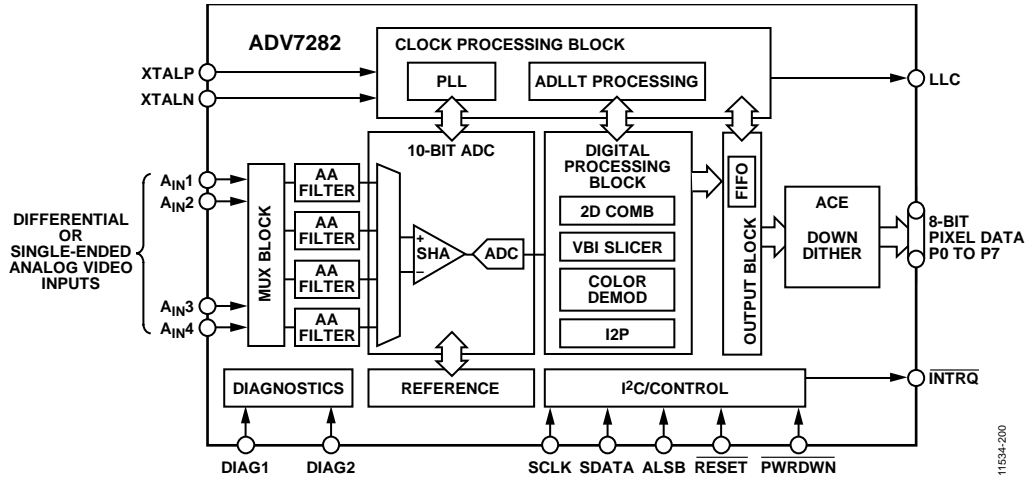 ADV7282
CLOCK PROCESSING BLOCK
PLL
ADLLT PROCESSING
XTALP
XTALN
LLC
10-BIT ADC
DIGITAL
PROCESSING
BLOCK
2D COMB
VBI SLICER
COLOR
DEMOD
I2P
OUTPUT BLOCK
FIFO
ACE
DOWN
DITHER
8-BIT
PIXEL DATA
P0 TO P7
DIFFERENTIAL
OR
SINGLE-ENDED
ANALOG VIDEO
INPUTS
AIN1
AIN2
AIN3
AIN4
MUX BLOCK
AA
FILTER
AA
FILTER
AA
FILTER
AA
FILTER
+
SHA
–
ADC
DIAGNOSTICS
REFERENCE
I2C/CONTROL
INTRQ
DIAG1
DIAG2
SCLK
SDATA
ALSB
RESET
PWRDWN
11534-200